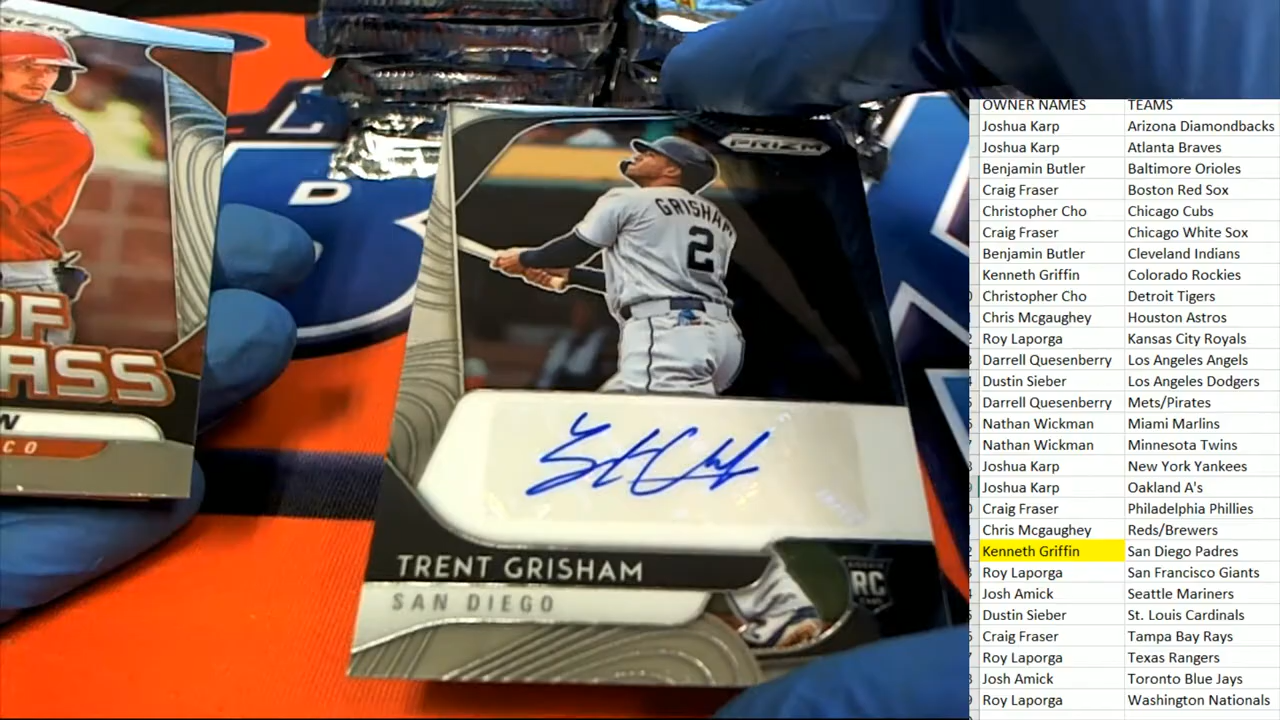 PRIZM
GRISHAM
2
TRENT GRISHAM
SAN DIEGO
RC
OF
ASS
N
CO
D
OWNER NAMES TEAMS
Joshua Karp Arizona Diamondbacks
Joshua Karp Atlanta Braves
Benjamin Butler Baltimore Orioles
Craig Fraser Boston Red Sox
Christopher Cho Chicago Cubs
Craig Fraser Chicago White Sox
Benjamin Butler Cleveland Indians
Kenneth Griffin Colorado Rockies
Christopher Cho Detroit Tigers
Chris Mcgaughey Houston Astros
Roy Laporga Kansas City Royals
Darrell Quesenberry Los Angeles Angels
Dustin Sieber Los Angeles Dodgers
Darrell Quesenberry Mets/Pirates
Nathan Wickman Miami Marlins
Nathan Wickman Minnesota Twins
Joshua Karp New York Yankees
Joshua Karp Oakland A's
Craig Fraser Philadelphia Phillies
Chris Mcgaughey Reds/Brewers
Kenneth Griffin San Diego Padres
Roy Laporga San Francisco Giants
Josh Amick Seattle Mariners
Dustin Sieber St. Louis Cardinals
Craig Fraser Tampa Bay Rays
Roy Laporga Texas Rangers
Josh Amick Toronto Blue Jays
Roy Laporga Washington Nationals